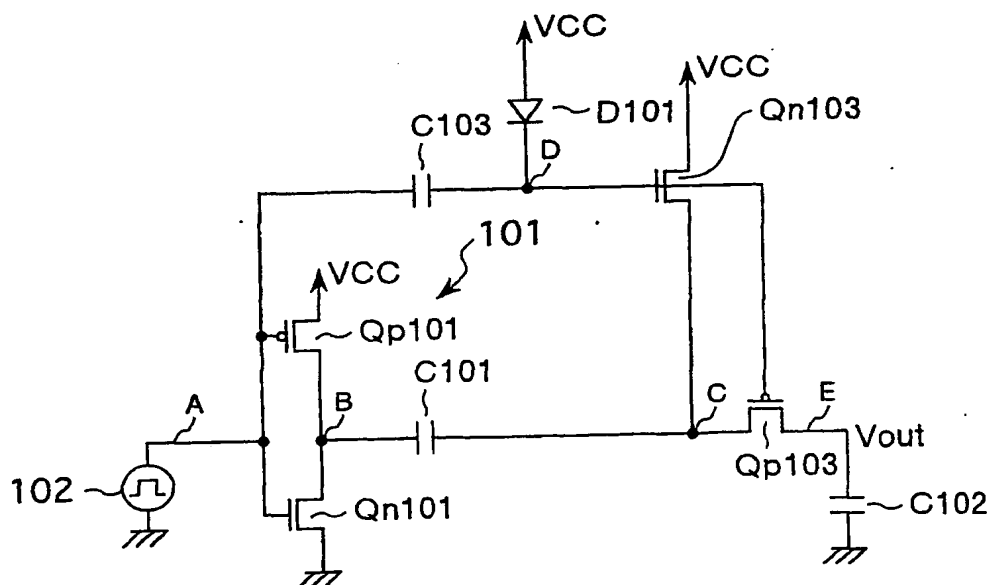 VCC
VCC
D101
Qn103
C103
D
101
VCC
Qp101
C101
A
B
C
E
Vout
Qp103
102
Qn101
C102